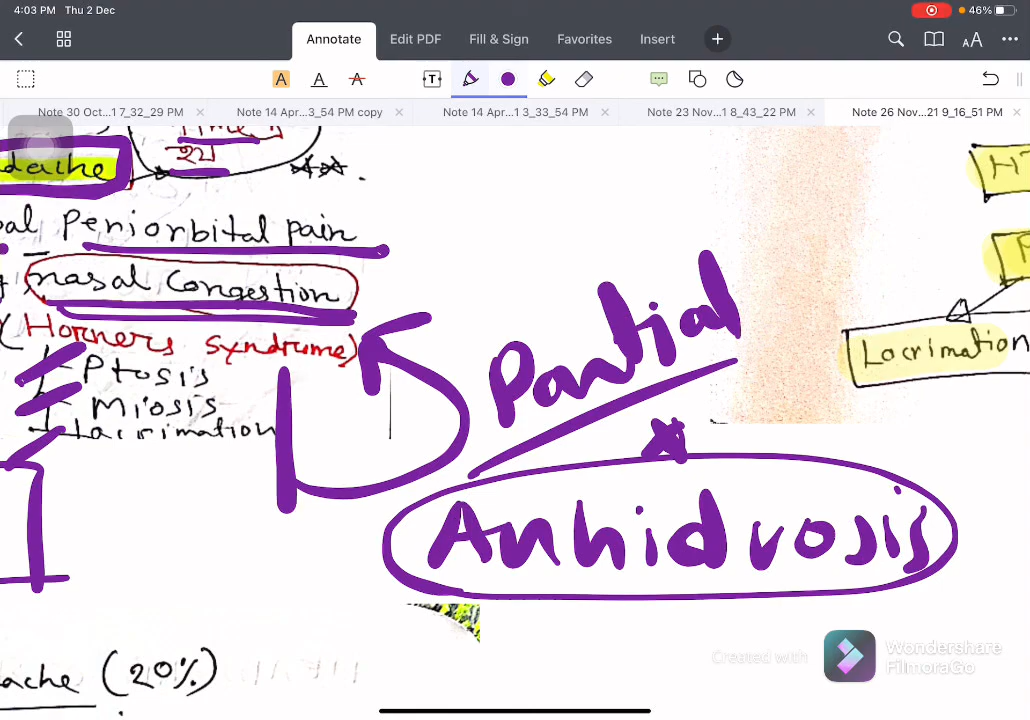 4:03 PM Thu 2 Dec
46%
Annotate Edit PDF Fill & Sign Favorites Insert
A A A T
Note 30 Oct...1 7_32_29 PM
Note 14 Apr...3_54 PM copy
Note 14 Apr...1 3_33_54 PM
Note 23 Nov...1 8_43_22 PM
Note 26 Nov...21 9_16_51 PM
dache
Periorbital pain
nasal Congestion
(Horners syndrome)
Ptosis
Miosis
Lacrimation
Partial
Anhidrosis
Lacrimation
ache (20%)
Created with
Wondershare
FilmoraGo